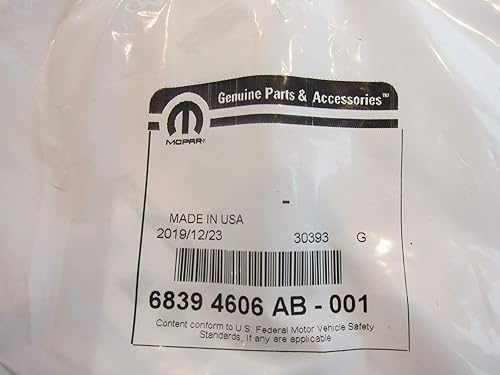 Genuine Parts & Accessories™
MOPAR®
-
MADE IN USA
2019/12/23 30393 G
6839 4606 AB - 001
Content conform to U.S. Federal Motor Vehicle Safety
Standards, If any are applicable